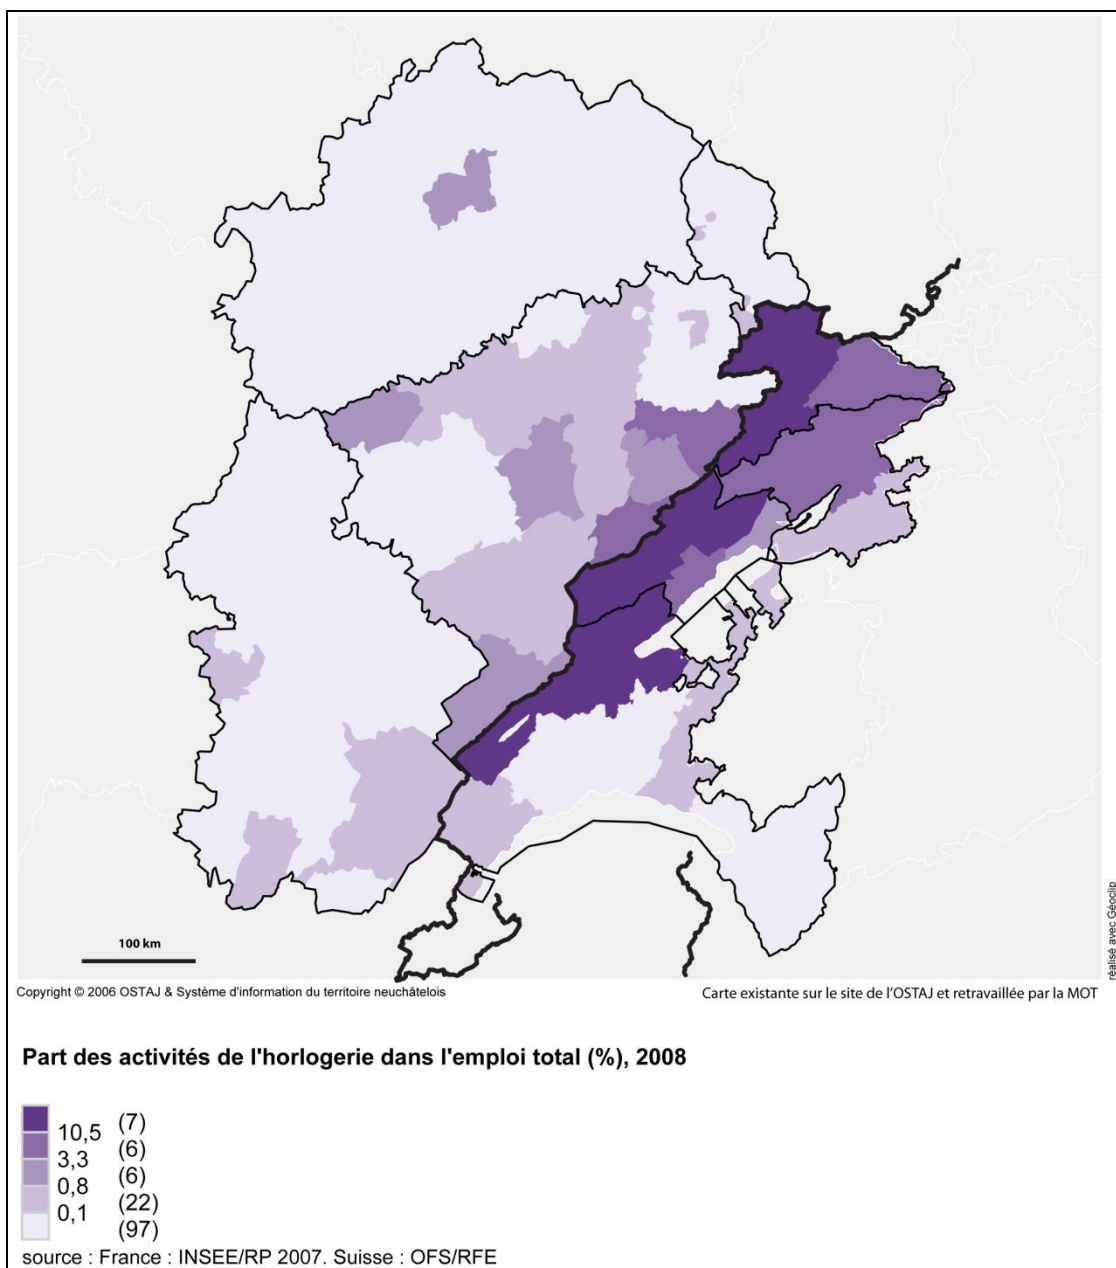 100 km
réalisé avec Géoclip
Copyright © 2006 OSTAJ & Système d'information du territoire neuchâtelois
Carte existante sur le site de l'OSTAJ et retravaillée par la MOT
Part des activités de l'horlogerie dans l'emploi total (%), 2008
(7)
10,5
(6)
3,3
(6)
0,8
(22)
0,1
(97)
source : France : INSEE/RP 2007. Suisse : OFS/RFE